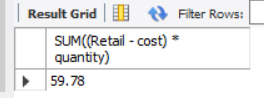 Result Grid Filter Rows:
SUM((Retail - cost) *
quantity)
59.78